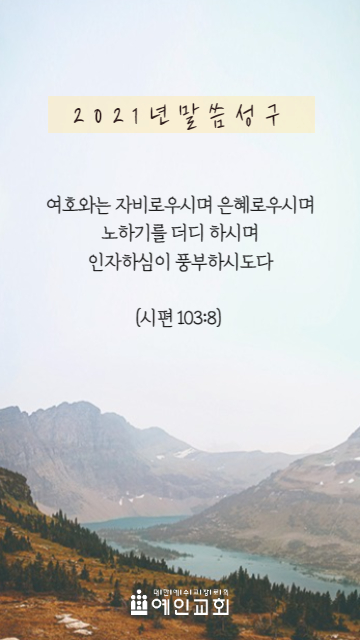 2021년말씀성구
여호와는 자비로우시며 은혜로우시며
노하기를 더디 하시며
인자하심이 풍부하시도다
(시편 103:8)
예인교회